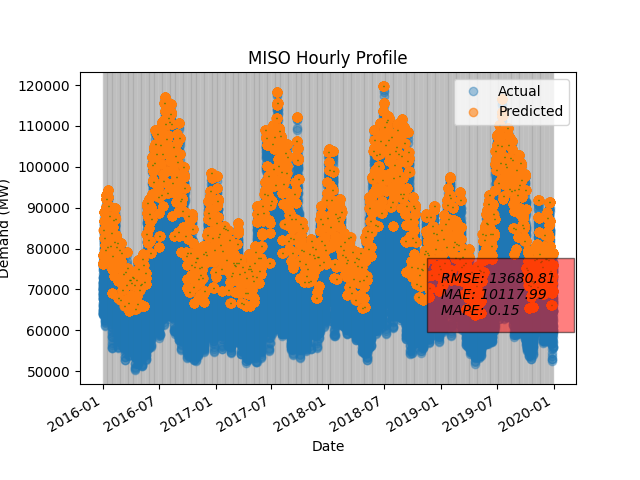 MISO Hourly Profile
120000
110000
100000
90000
80000
70000
60000
50000
Demand (MW)
Actual
Predicted
RMSE: 13680.81
MAE: 10117.99
MAPE: 0.15
2016-01
2016-07
2017-01
2017-07
2018-01
2018-07
2019-01
2019-07
2020-01
Date